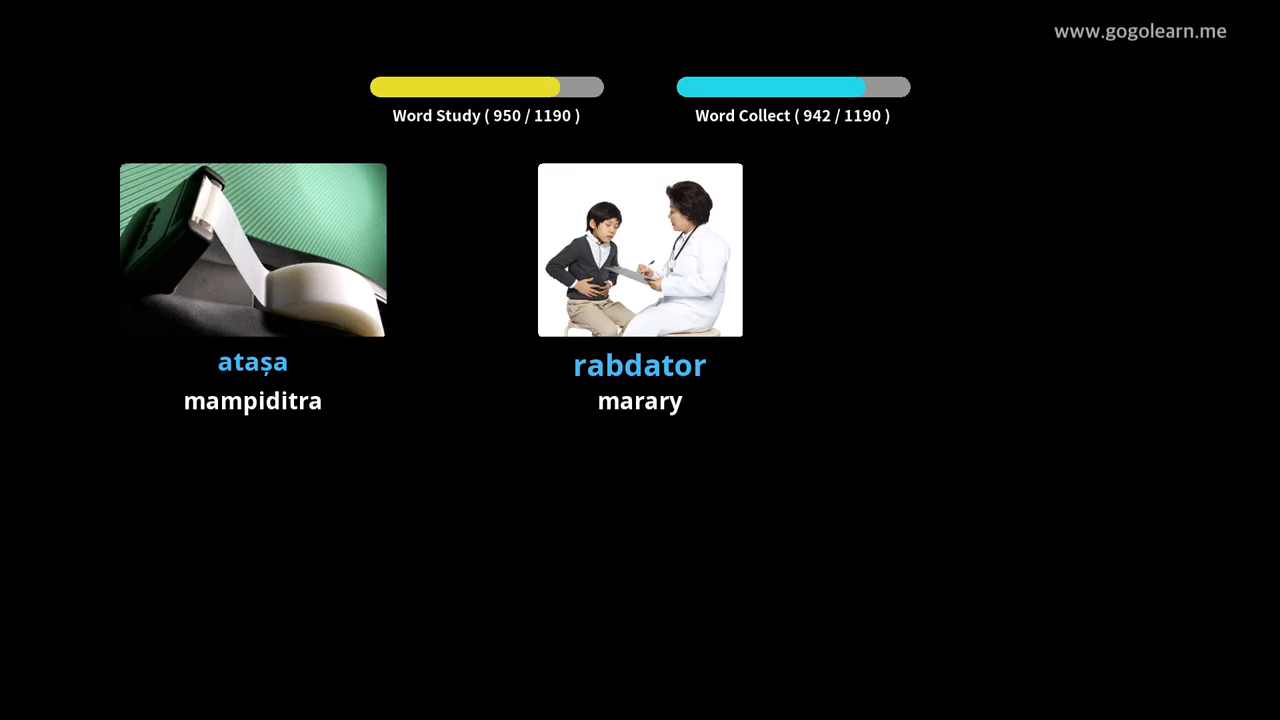 www.gogolearn.me
Word Study ( 950 / 1190 )
Word Collect ( 942 / 1190 )
atașa
mampiditra
rabdator
marary